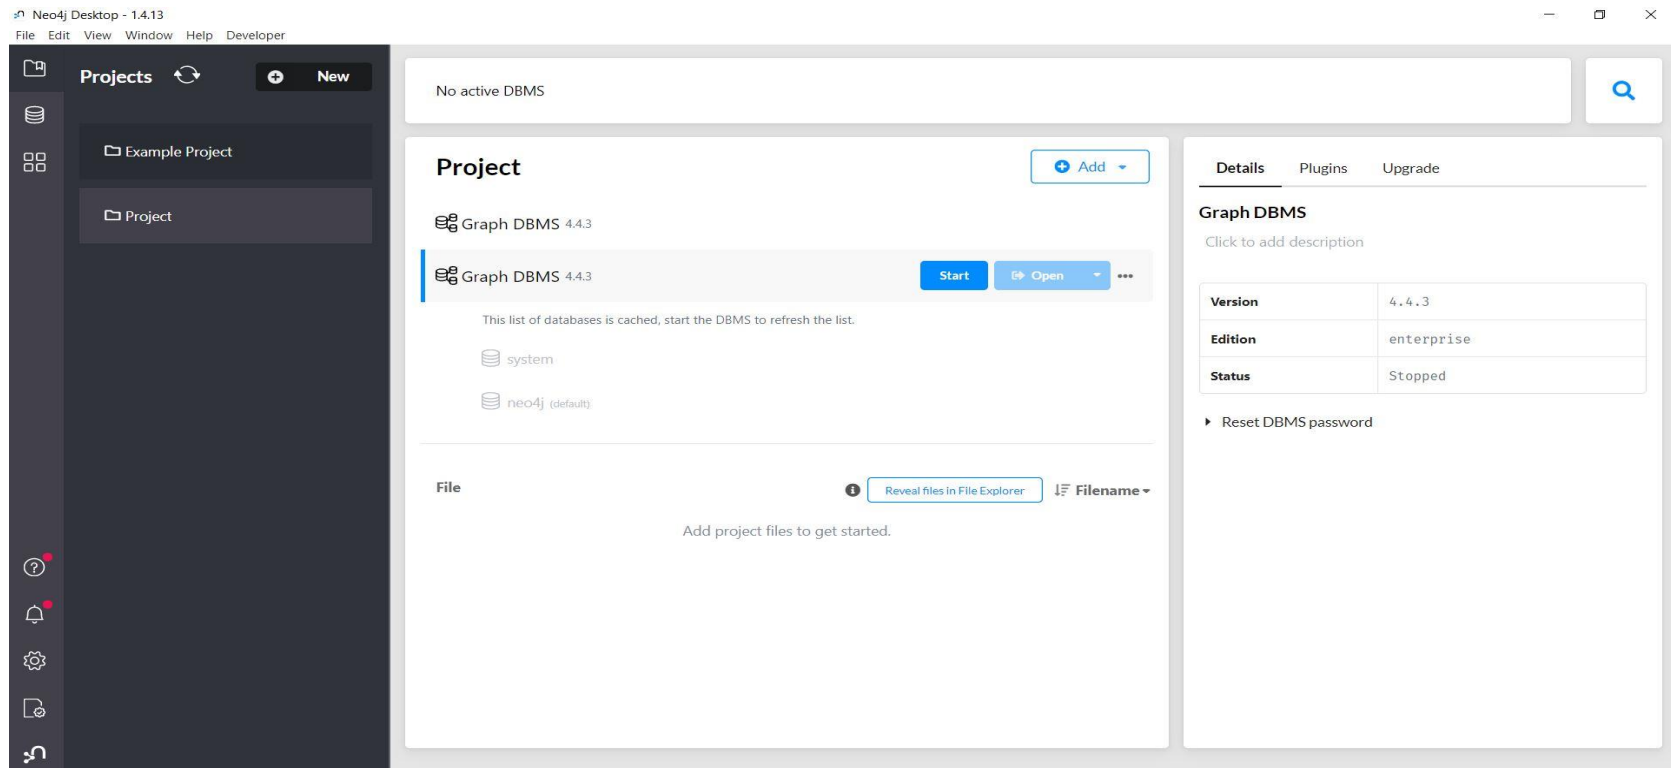 Neo4j Desktop - 1.4.13
File Edit View Window Help Developer
Projects
New
Example Project
Project
No active DBMS
Project
Add
Graph DBMS 4.4.3
Graph DBMS 4.4.3
Start
Open
This list of databases is cached, start the DBMS to refresh the list.
system
neo4j (default)
File
Reveal files in File Explorer
Filename
Add project files to get started.
Details Plugins Upgrade
Graph DBMS
Click to add description
Version 4.4.3
Edition enterprise
Status Stopped
Reset DBMS password